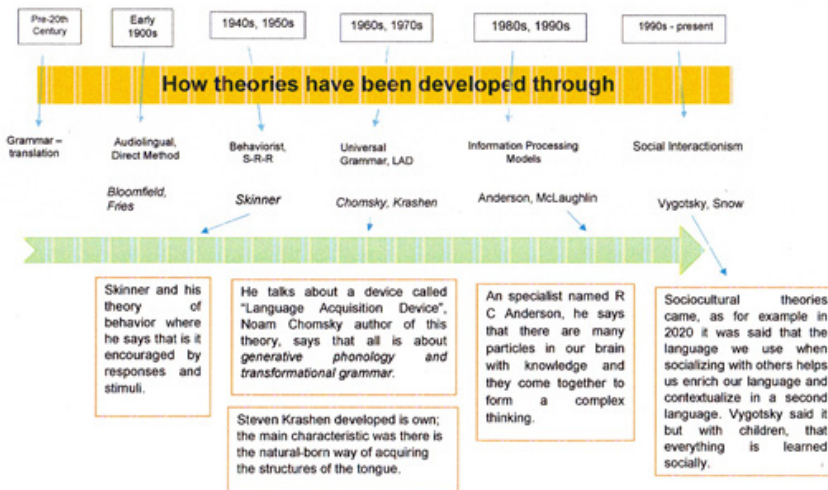 Pre-20th
Century
Early
1900s
1940s, 1950s
1960s, 1970s
1980s, 1990s
1990s - present
How theories have been developed through
Grammar –
translation
Audiolingual,
Direct Method
Behaviorist,
S-R-R
Universal
Grammar, LAD
Information Processing
Models
Social Interactionism
Bloomfield,
Fries
Skinner
Chomsky, Krashen
Anderson, McLaughlin
Vygotsky, Snow
Skinner and his
theory of
behavior where
he says that is it
encouraged by
responses and
stimuli.
He talks about a device called
"Language Acquisition Device",
Noam Chomsky author of this
theory, says that all is about
generative phonology and
transformational grammar.
Steven Krashen developed is own;
the main characteristic was there is
the natural-born way of acquiring
the structures of the tongue.
An specialist named R
C Anderson, he says
that there are many
particles in our brain
with knowledge and
they come together to
form a complex
thinking.
Sociocultural theories
came, as for example in
2020 it was said that the
language we use when
socializing with others helps
us enrich our language and
contextualize in a second
language. Vygotsky said it
but with children, that
everything is learned
socially.